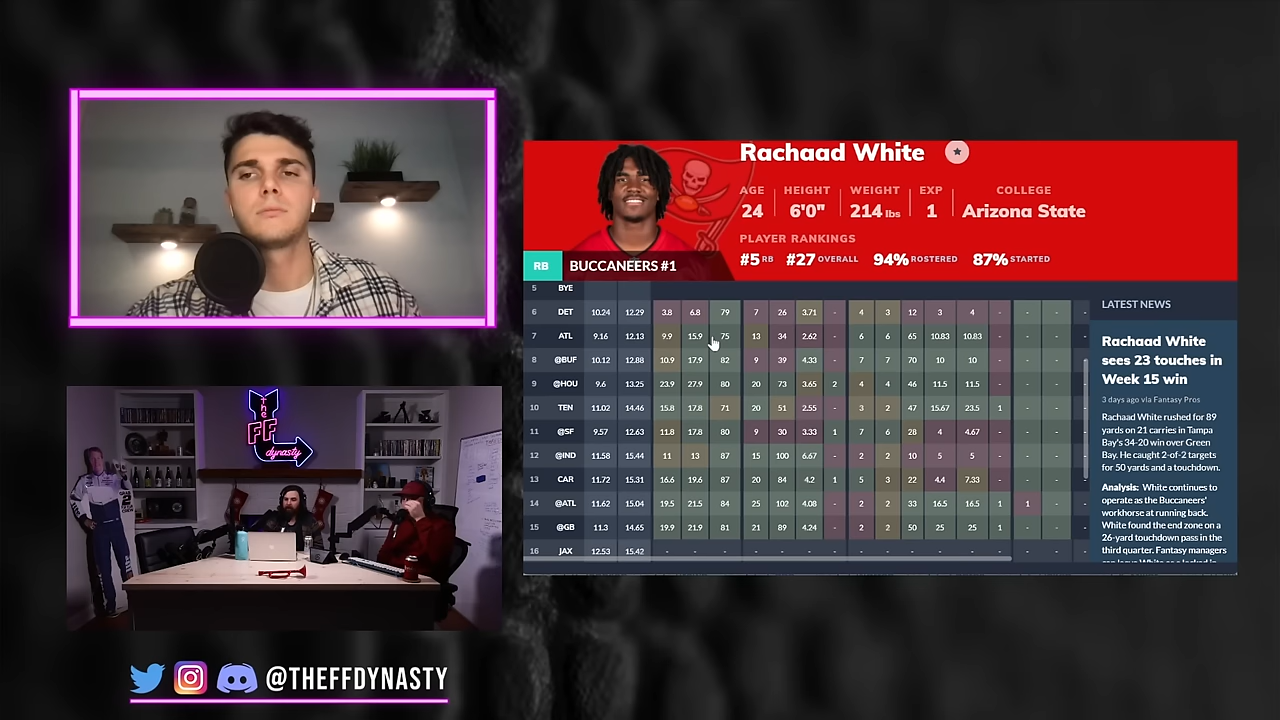 Rachaad White
AGE HEIGHT WEIGHT EXP COLLEGE
24 6'0" 214 lbs 1 Arizona State
PLAYER RANKINGS
#5 RB #27 OVERALL 94% ROSTERED 87% STARTED
RB BUCCANEERS #1
5 BYE
6 DET 10.24 12.29 3.8 6.8 79 7 26 3.71 - 4 3 12 3 4 - - - -
7 ATL 9.16 12.13 9.9 15.9 75 13 34 2.62 - 6 6 65 10.83 10.83 - - - -
8 @BUF 10.12 12.88 10.9 17.9 82 9 39 4.33 - 7 7 70 10 10 - - - -
9 @HOU 9.6 13.25 23.9 27.9 80 20 73 3.65 2 4 4 46 11.5 11.5 - - - -
10 TEN 11.02 14.46 15.8 17.8 71 20 51 2.55 - 3 2 47 15.67 23.5 1 - - -
11 @SF 9.57 12.63 11.8 17.8 80 9 30 3.33 1 7 6 28 4 4.67 - - - -
12 @IND 11.58 15.44 11 13 87 15 100 6.67 - 2 2 10 5 5 - - - -
13 CAR 11.72 15.31 16.6 19.6 87 20 84 4.2 1 5 3 22 4.4 7.33 - - - -
14 @ATL 11.62 15.04 19.5 21.5 84 25 102 4.08 - 2 2 33 16.5 16.5 1 1 - -
15 @GB 11.3 14.65 19.9 21.9 81 21 89 4.24 - 2 2 50 25 25 1 - - -
16 JAX 12.53 15.42 - - - - - - - - - - - - - - - -
LATEST NEWS
Rachaad White
sees 23 touches in
Week 15 win
3 days ago via Fantasy Pros
Rachaad White rushed for 89
yards on 21 carries in Tampa
Bay's 34-20 win over Green
Bay. He caught 2-of-2 targets
for 50 yards and a touchdown.
Analysis: White continues to
operate as the Buccaneers'
workhorse at running back.
White found the end zone on a
26-yard touchdown pass in the
third quarter. Fantasy managers
The
FF
dynasty
@THEFFDYNASTY